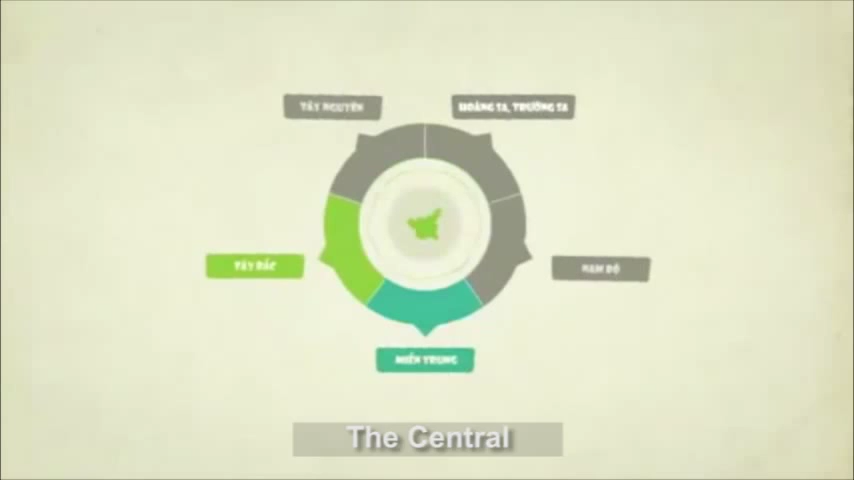 TÂY NGUYÊN
HOÀNG SA, TRƯỜNG SA
TÂY BẮC
NAM BỘ
MIỀN TRUNG
The Central